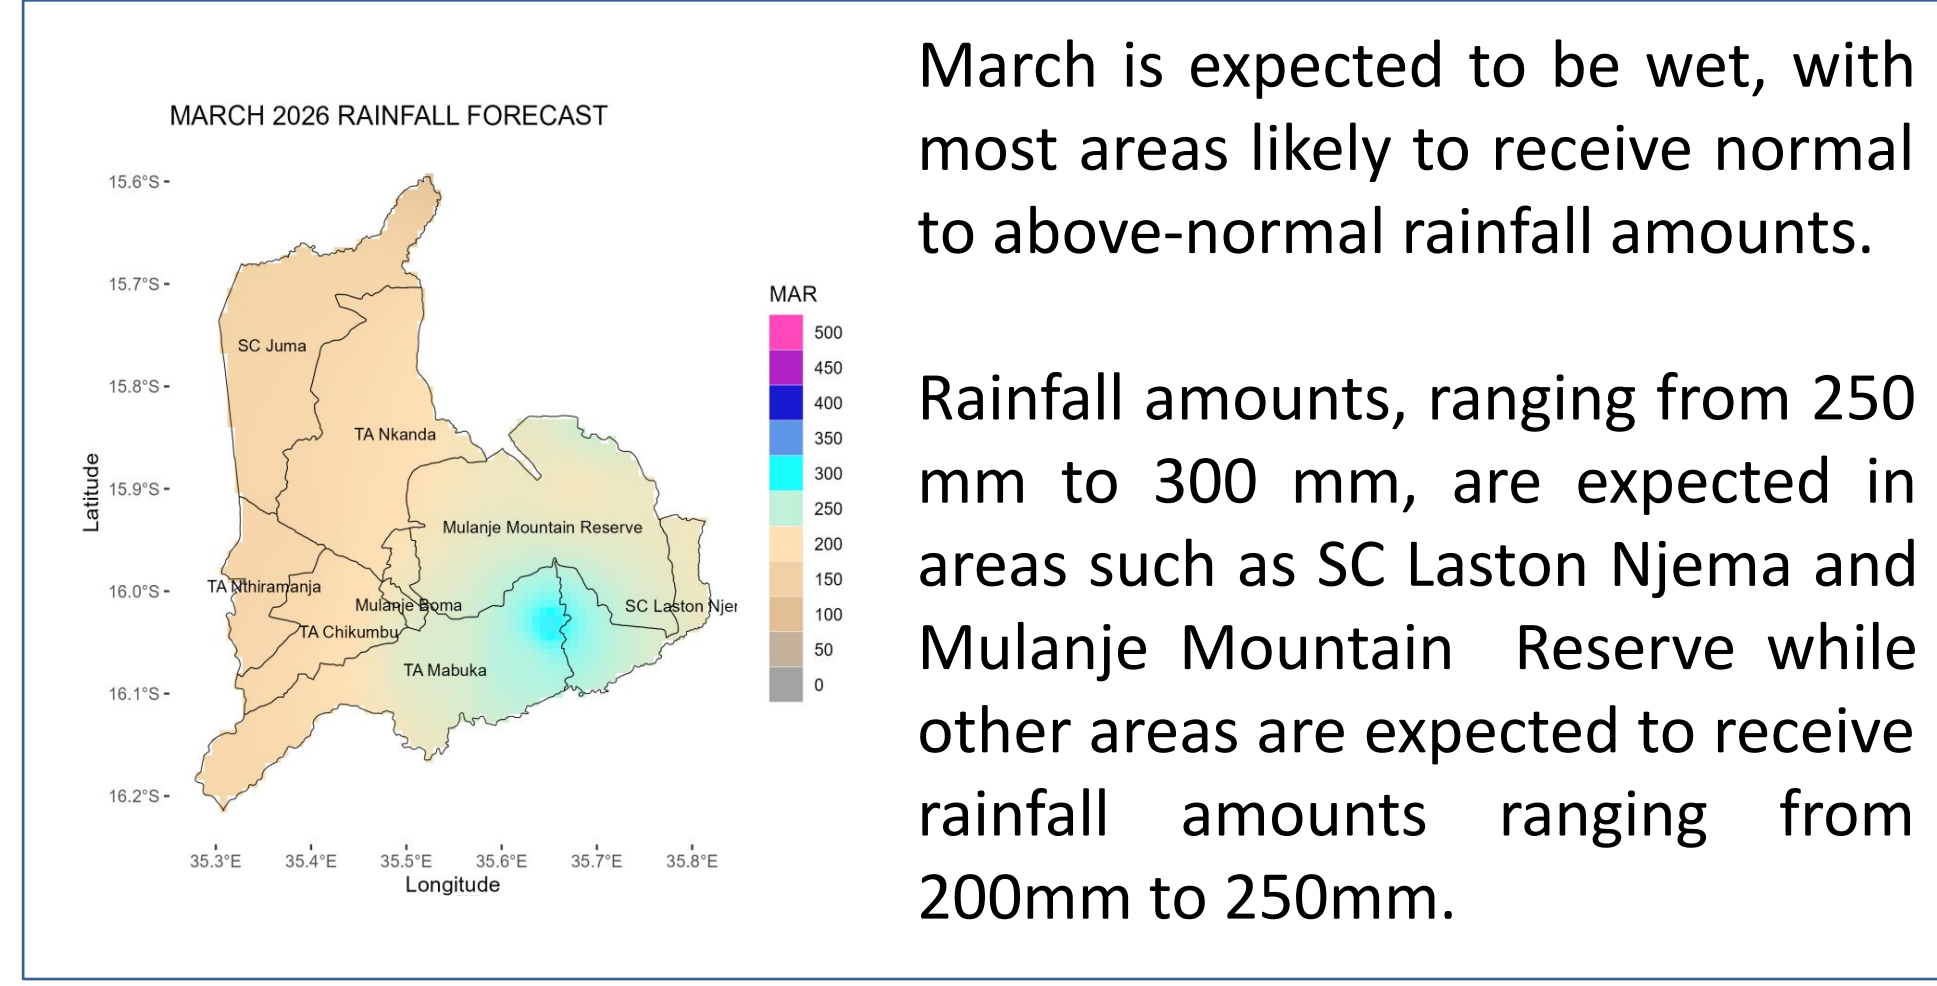 MARCH 2026 RAINFALL FORECAST
15.6°S
15.7°S
15.8°S
15.9°S
16.0°S
16.1°S
16.2°S
Latitude
SC Juma
TA Nkanda
Mulanje Mountain Reserve
TA Nthiramanja
Mulanje Boma
SC Laston Njer
TA Chikumbu
TA Mabuka
35.3°E 35.4°E 35.5°E 35.6°E 35.7°E 35.8°E
Longitude
MAR
500
450
400
350
300
250
200
150
100
50
0
March is expected to be wet, with
most areas likely to receive normal
to above-normal rainfall amounts.
Rainfall amounts, ranging from 250
mm to 300 mm, are expected in
areas such as SC Laston Njema and
Mulanje Mountain Reserve while
other areas are expected to receive
rainfall amounts ranging from
200mm to 250mm.